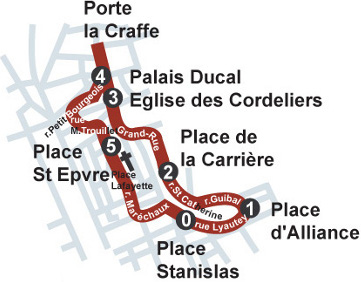 Porte
la Craffe
4
Palais Ducal
3
Eglise des Cordeliers
r.Petit Bourgeois
rue
M.Trouillet
Grand-Rue
5
Place
St Epvre
Place
Lafayette
Place de
la Carrière
2
r.St Catherine
r.Guibal
r.Maréchaux
0
rue Lyautey
1
Place
d'Alliance
Place
Stanislas